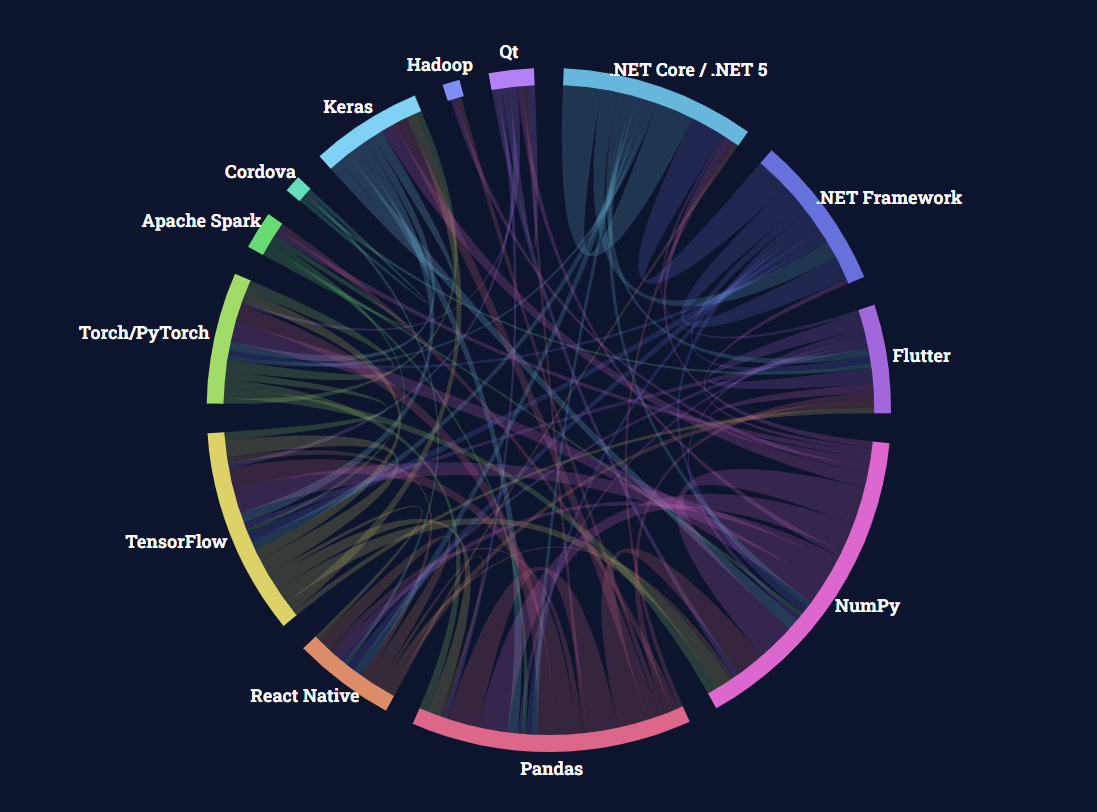 Qt
Hadoop
.NET Core / .NET 5
Keras
Cordova
.NET Framework
Apache Spark
Torch/PyTorch
Flutter
TensorFlow
NumPy
React Native
Pandas